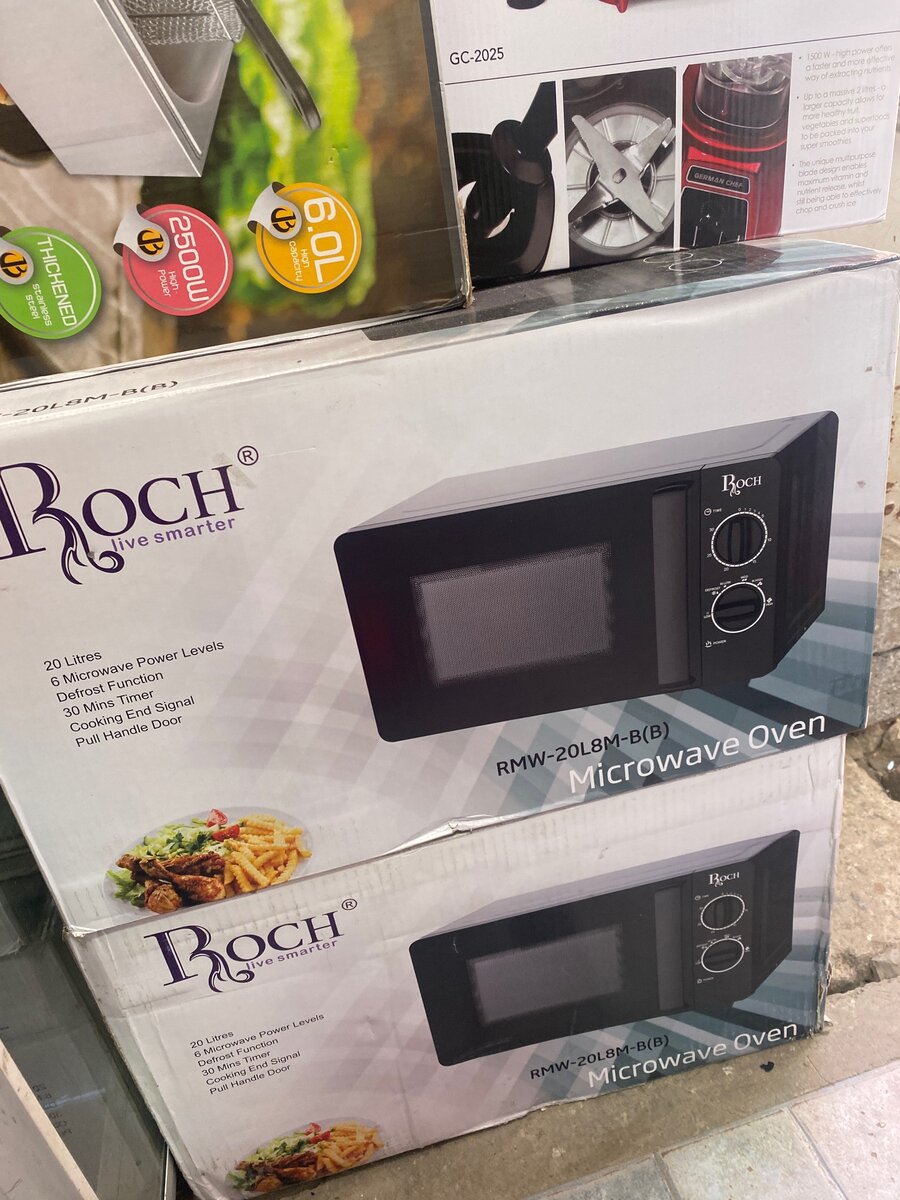 GC-2025
• 1500 W - high power offers
a faster and more effective
way of extracting nutrients
• Up to a massive 2 litres - a
larger capacity allows for
more healthy fruit,
vegetables and superfoods
to be packed into your
super smoothies
• The unique multipurpose
blade design enables
maximum vitamin and
nutrient release, whilst
still being able to effectively
chop and crush ice
GERMAN CHEF
6.0L
High
capacity
2500W
High
Power
THICHENED
stainless
steel
-20L8M-B(B)
ROCH®
live smarter
20 Litres
6 Microwave Power Levels
Defrost Function
30 Mins Timer
Cooking End Signal
Pull Handle Door
ROCH
TIME
DEFROST
POWER
RMW-20L8M-B(B)
Microwave Oven
ROCH®
live smarter
20 Litres
6 Microwave Power Levels
Defrost Function
30 Mins Timer
Cooking End Signal
Pull Handle Door
ROCH
RMW-20L8M-B(B)
Microwave Oven